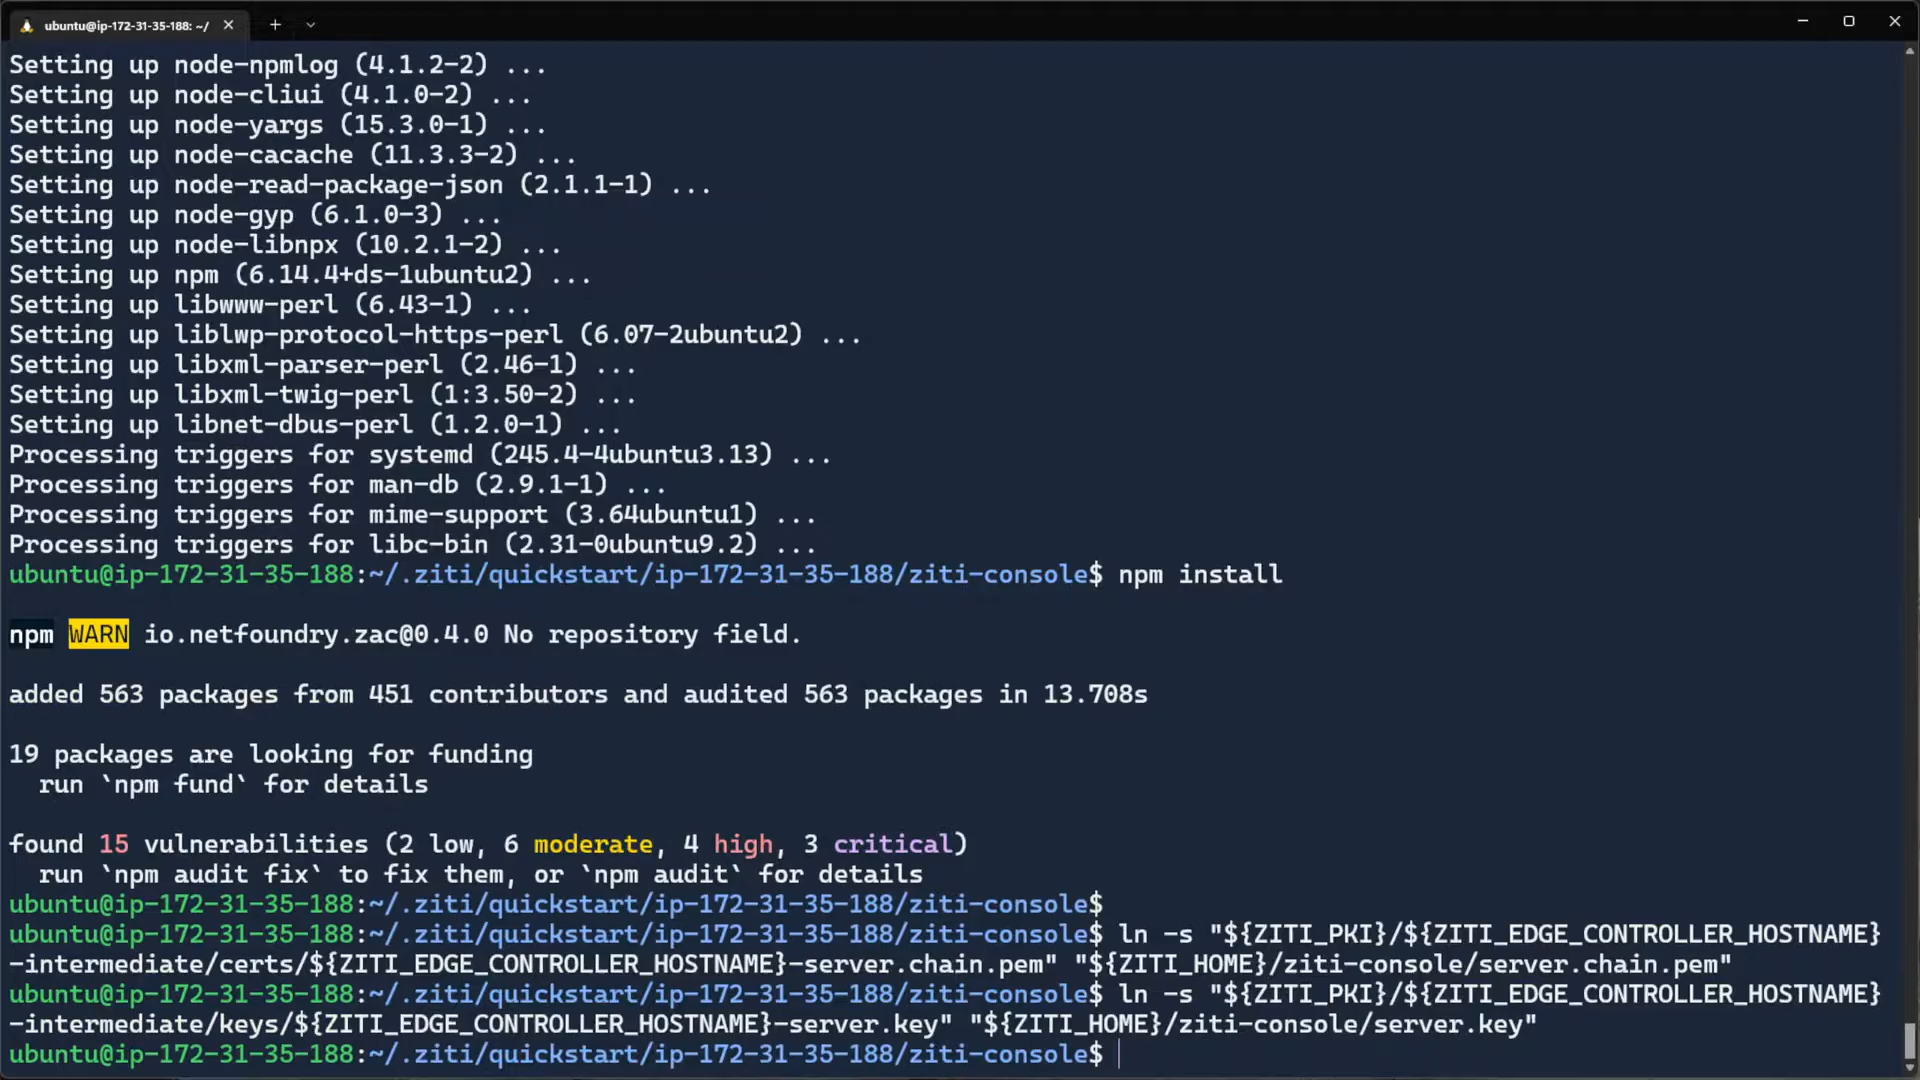 ubuntu@ip-172-31-35-188: ~/
Setting up node-npmlog (4.1.2-2) ...
Setting up node-cliui (4.1.0-2) ...
Setting up node-yargs (15.3.0-1) ...
Setting up node-cacache (11.3.3-2) ...
Setting up node-read-package-json (2.1.1-1) ...
Setting up node-gyp (6.1.0-3) ...
Setting up node-libnpx (10.2.1-2) ...
Setting up npm (6.14.4+ds-1ubuntu2) ...
Setting up libwww-perl (6.43-1) ...
Setting up liblwp-protocol-https-perl (6.07-2ubuntu2) ...
Setting up libxml-parser-perl (2.46-1) ...
Setting up libxml-twig-perl (1:3.50-2) ...
Setting up libnet-dbus-perl (1.2.0-1) ...
Processing triggers for systemd (245.4-4ubuntu3.13) ...
Processing triggers for man-db (2.9.1-1) ...
Processing triggers for mime-support (3.64ubuntu1) ...
Processing triggers for libc-bin (2.31-0ubuntu9.2) ...
ubuntu@ip-172-31-35-188:~/.ziti/quickstart/ip-172-31-35-188/ziti-console$ npm install
npm WARN io.netfoundry.zac@0.4.0 No repository field.
added 563 packages from 451 contributors and audited 563 packages in 13.708s
19 packages are looking for funding
  run `npm fund` for details
found 15 vulnerabilities (2 low, 6 moderate, 4 high, 3 critical)
  run `npm audit fix` to fix them, or `npm audit` for details
ubuntu@ip-172-31-35-188:~/.ziti/quickstart/ip-172-31-35-188/ziti-console$
ubuntu@ip-172-31-35-188:~/.ziti/quickstart/ip-172-31-35-188/ziti-console$ ln -s "${ZITI_PKI}/${ZITI_EDGE_CONTROLLER_HOSTNAME}
-intermediate/certs/${ZITI_EDGE_CONTROLLER_HOSTNAME}-server.chain.pem" "${ZITI_HOME}/ziti-console/server.chain.pem"
ubuntu@ip-172-31-35-188:~/.ziti/quickstart/ip-172-31-35-188/ziti-console$ ln -s "${ZITI_PKI}/${ZITI_EDGE_CONTROLLER_HOSTNAME}
-intermediate/keys/${ZITI_EDGE_CONTROLLER_HOSTNAME}-server.key" "${ZITI_HOME}/ziti-console/server.key"
ubuntu@ip-172-31-35-188:~/.ziti/quickstart/ip-172-31-35-188/ziti-console$